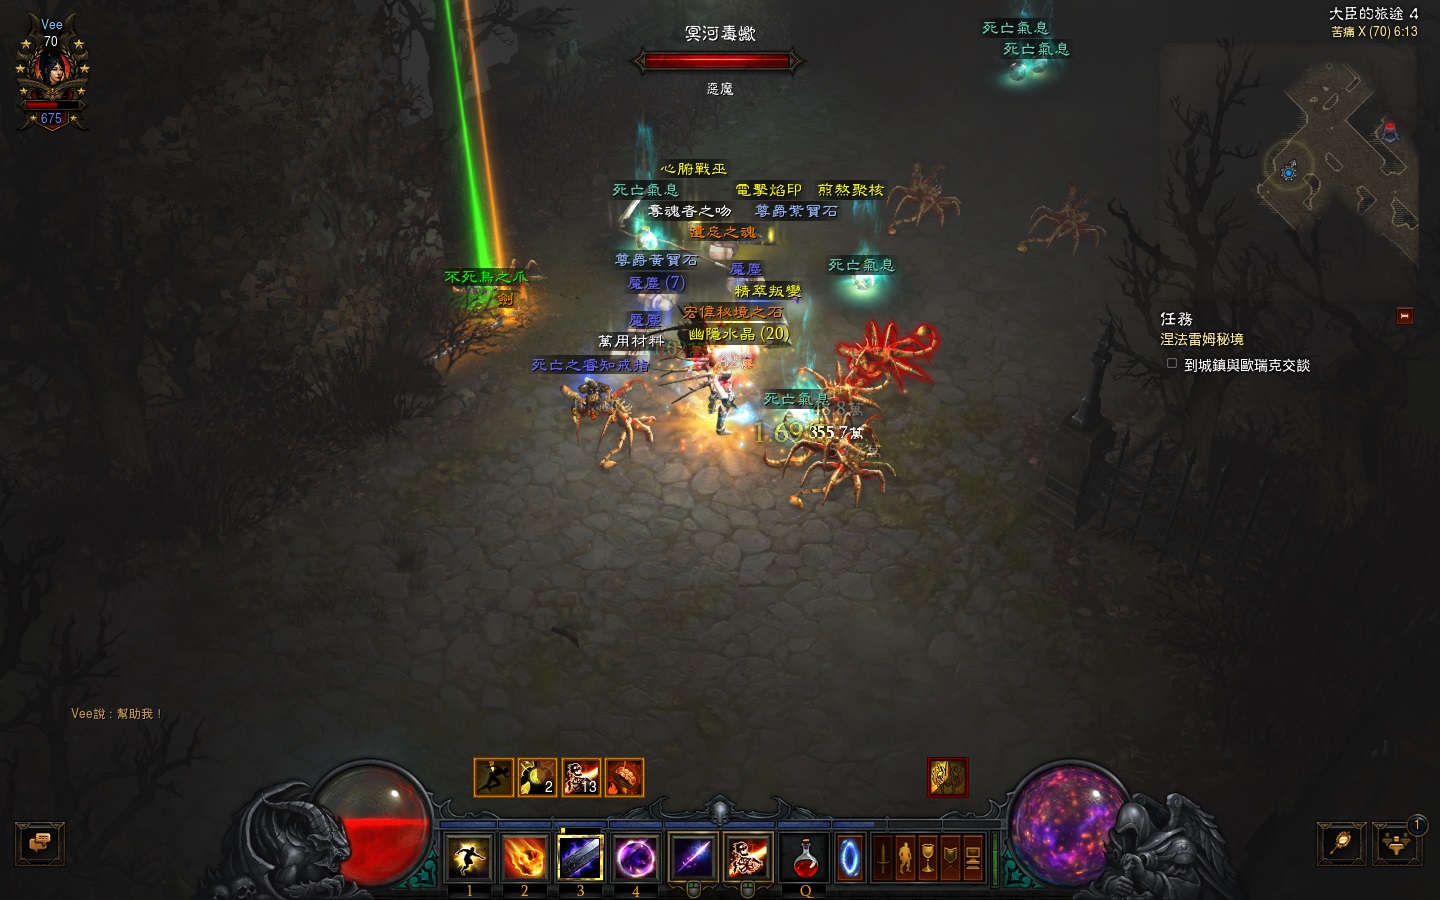 Vee
70
675
冥河毒蠍
惡魔
死亡氣息
死亡氣息
大臣的旅途 4
苦痛 X (70) 6:13
心腑戰巫
死亡氣息
電擊焰印
煎熬聚核
奪魂者之吻
尊爵紫寶石
遺忘之魂
尊爵黃寶石
魔塵
死亡氣息
不死鳥之爪
魔塵 (7)
精萃叛變
劍
宏偉秘境之石
魔塵
幽隱水晶 (20)
萬用材料
死亡之睿知戒指
死亡氣息
355.7萬
任務
涅法雷姆秘境
到城鎮與歐瑞克交談
Vee說：幫助我！
2
13
1
1
2
3
4
Q